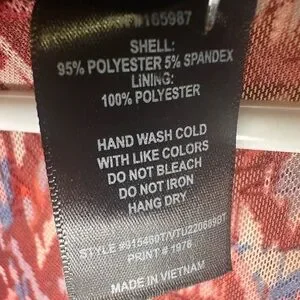 SHELL:
95% POLYESTER 5% SPANDEX
LINING:
100% POLYESTER
HAND WASH COLD
WITH LIKE COLORS
DO NOT BLEACH
DO NOT IRON
HANG DRY
PRINT # 1976
MADE IN VIETNAM